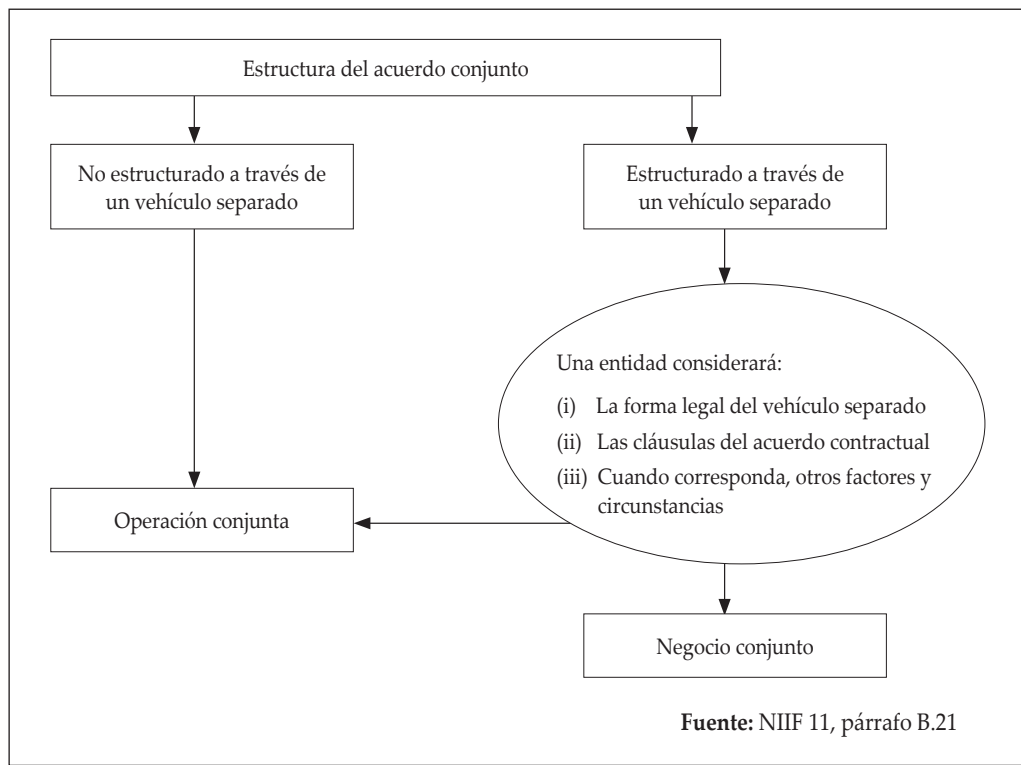 Estructura del acuerdo conjunto
No estructurado a través de
un vehículo separado
Estructurado a través de
un vehículo separado
Una entidad considerará:
(i) La forma legal del vehículo separado
(ii) Las cláusulas del acuerdo contractual
(iii) Cuando corresponda, otros factores y
circunstancias
Operación conjunta
Negocio conjunto
Fuente: NIIF 11, párrafo B.21